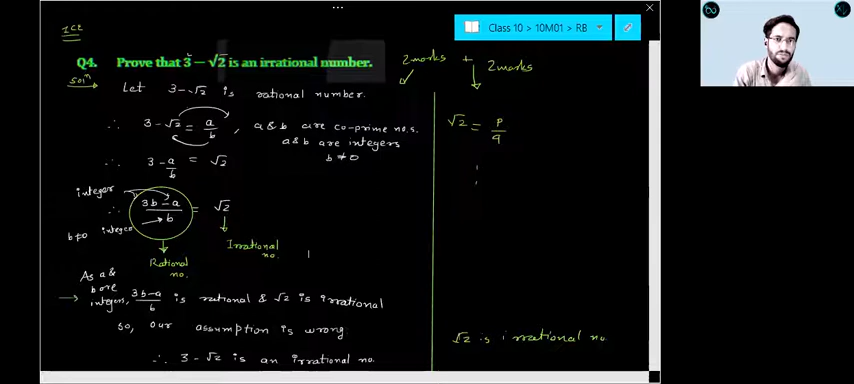 ICE
Class 10 > 10M01 > RB
Q4. Prove that 3 − √2 is an irrational number.
2 marks + 2 marks
Solⁿ Let 3 - √2 is rational number.
∴ 3 - √2 = a/b , a & b are co-prime no.s.
a & b are integers
b ≠ 0
∴ 3 - a/b = √2
integer
∴ (3b - a)/b = √2
b≠0 integer
Rational no.
Irrational no.
As a & b are integers, (3b-a)/b is rational & √2 is irrational
so, our assumption is wrong
∴ 3 - √2 is an irrational no.
√2 = p/q
√2 is irrational no.